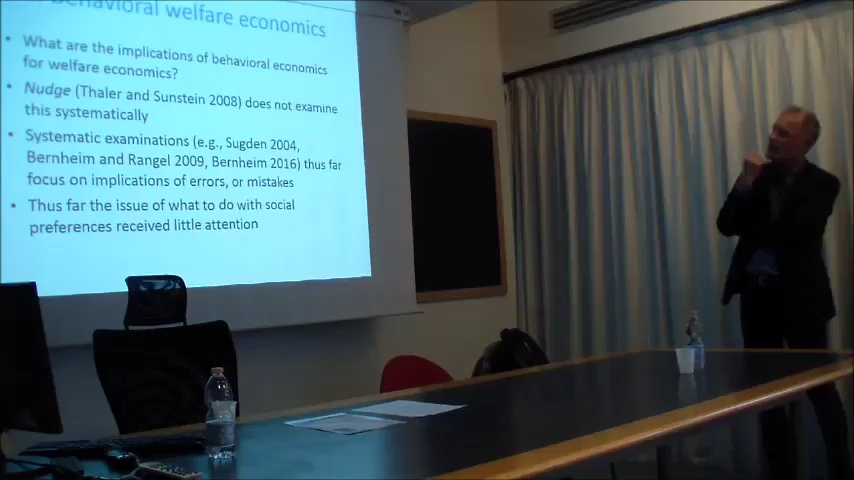 Behavioral welfare economics
• What are the implications of behavioral economics
for welfare economics?
• Nudge (Thaler and Sunstein 2008) does not examine
this systematically
• Systematic examinations (e.g., Sugden 2004,
Bernheim and Rangel 2009, Bernheim 2016) thus far
focus on implications of errors, or mistakes
• Thus far the issue of what to do with social
preferences received little attention